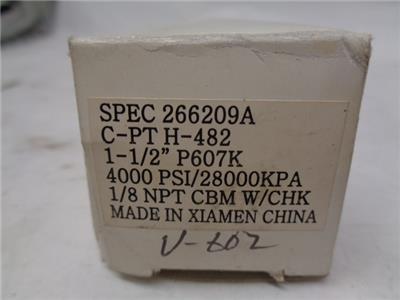 SPEC 266209A
C-PT H-482
1-1/2" P607K
4000 PSI/28000KPA
1/8 NPT CBM W/CHK
MADE IN XIAMEN CHINA
V-602